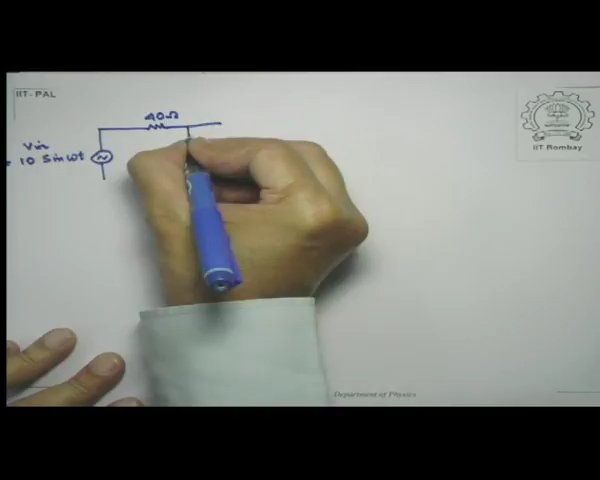 IIT- PAL
40Ω
Vin
10 Sin ωt
IIT Bombay
Department of Physics